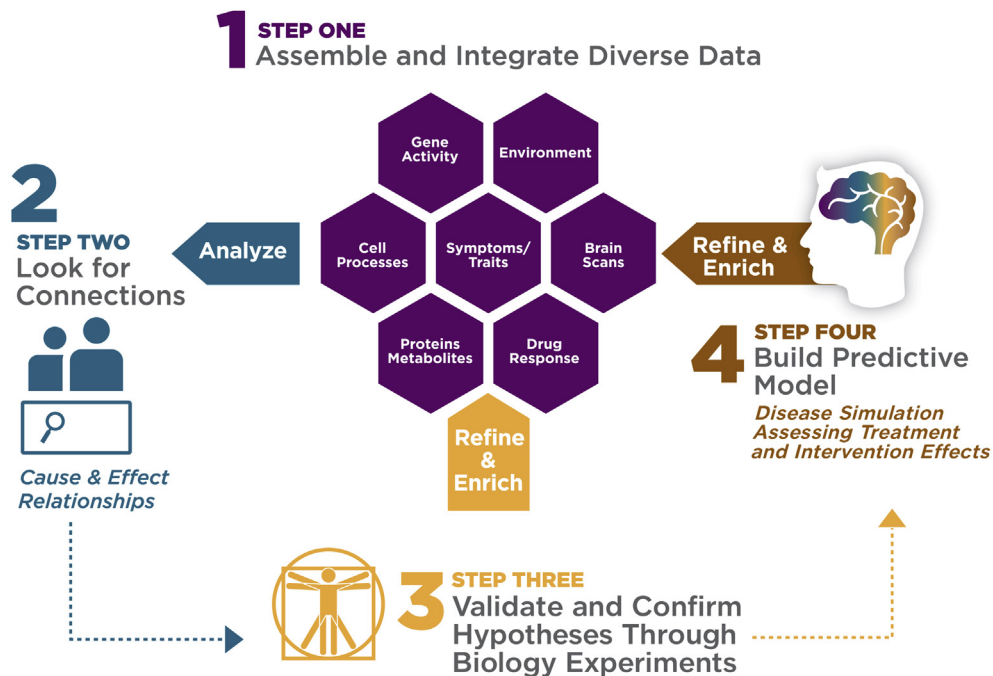 1 STEP ONE
Assemble and Integrate Diverse Data
Gene
Activity
Environment
Cell
Processes
Symptoms/
Traits
Brain
Scans
Proteins
Metabolites
Drug
Response
Analyze
2
STEP TWO
Look for
Connections
Cause & Effect
Relationships
Refine
&
Enrich
3 STEP THREE
Validate and Confirm
Hypotheses Through
Biology Experiments
Refine &
Enrich
4 STEP FOUR
Build Predictive
Model
Disease Simulation
Assessing Treatment
and Intervention Effects